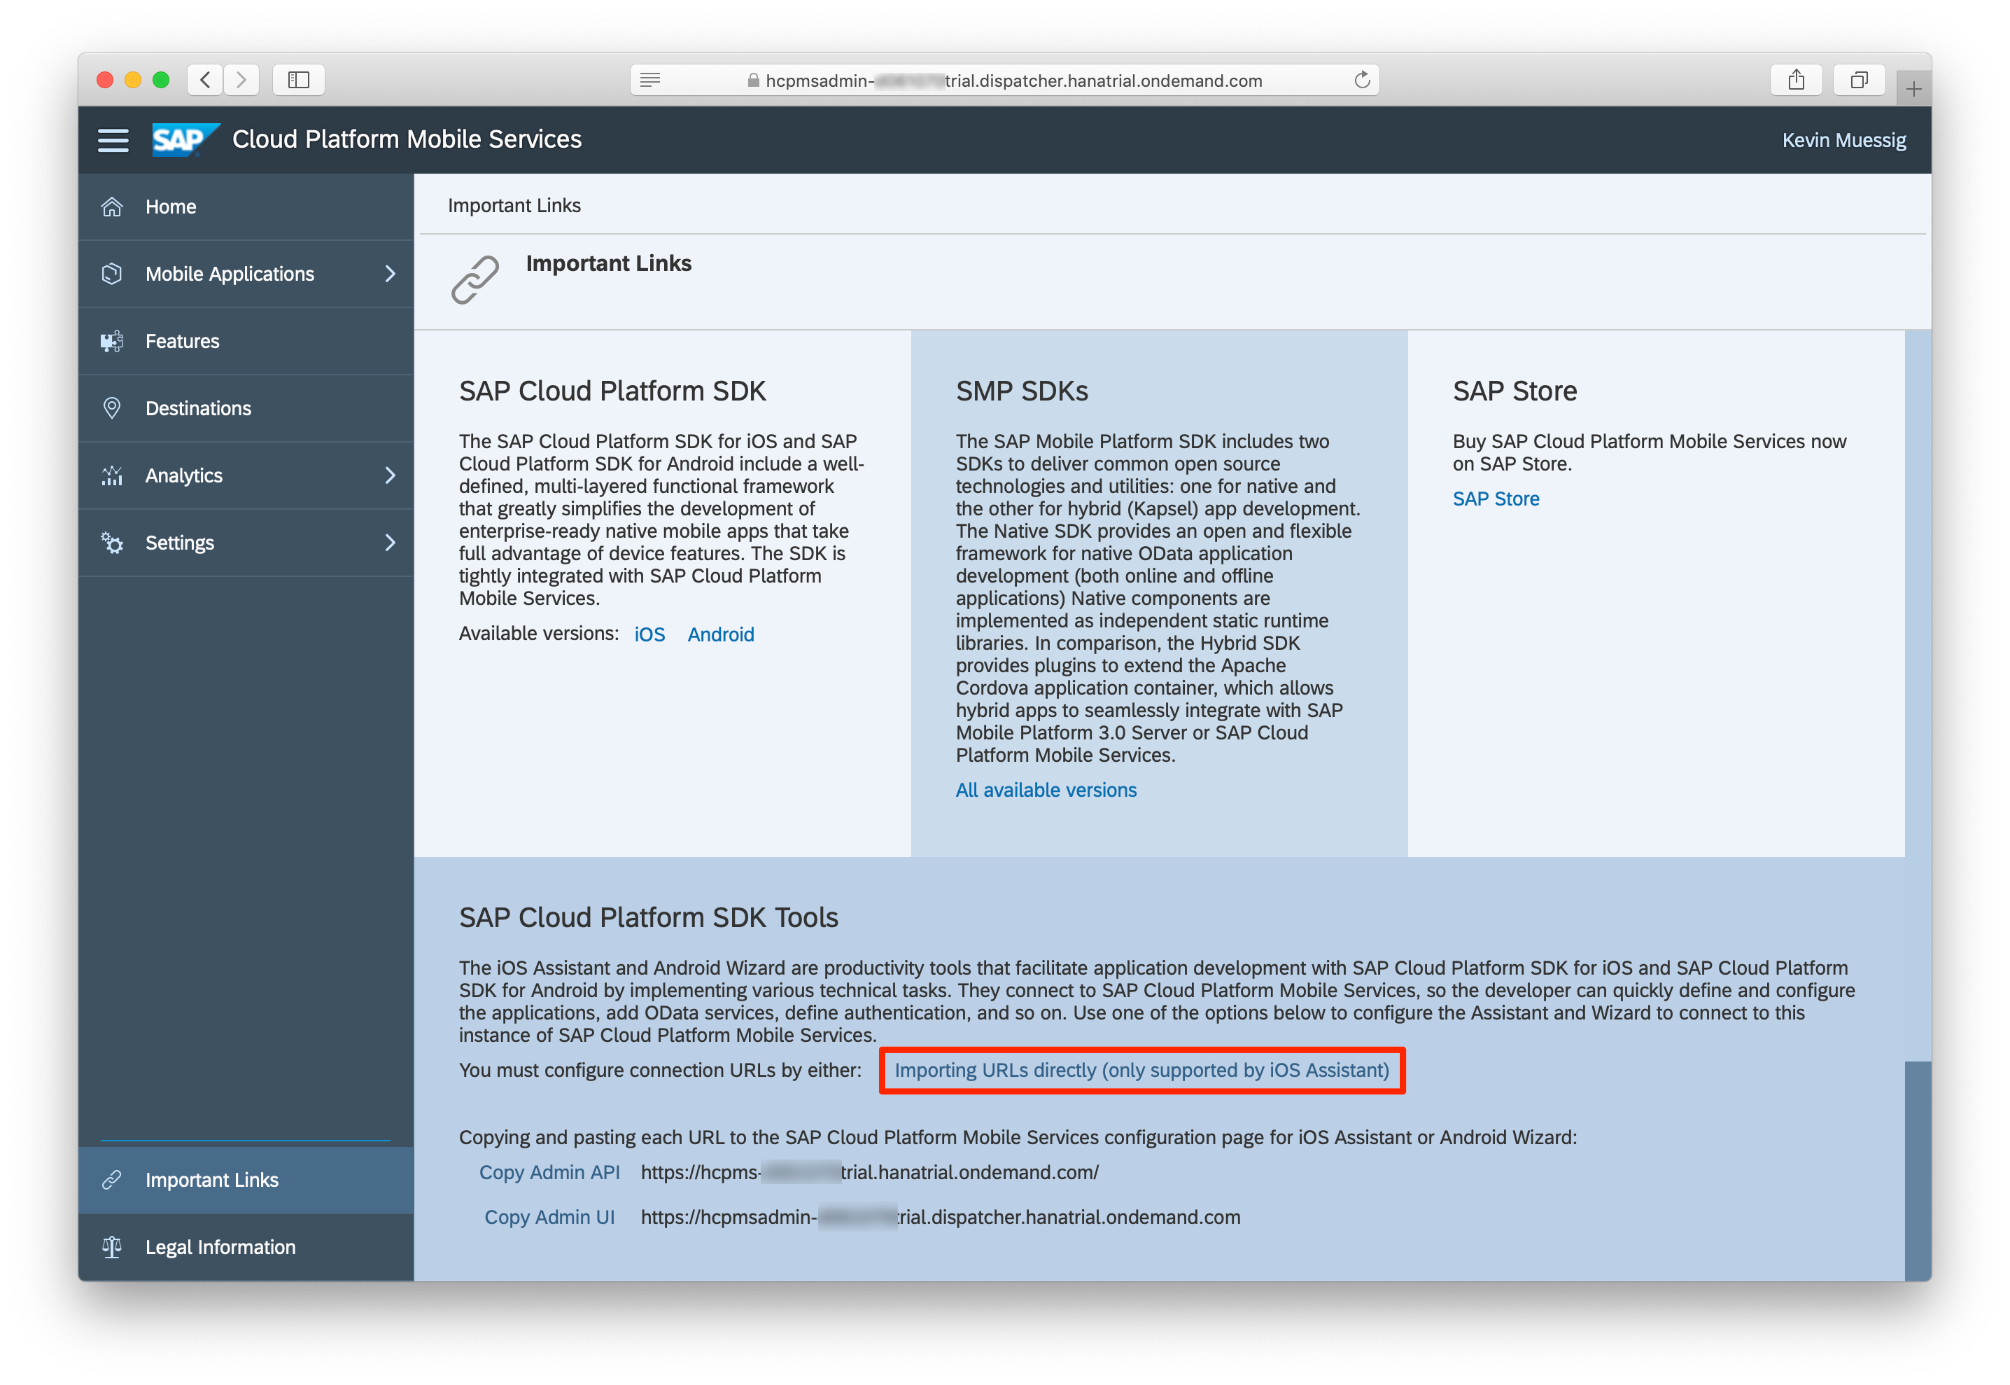 hcpmsadmin- trial.dispatcher.hanatrial.ondemand.com
SAP Cloud Platform Mobile Services
Kevin Muessig
Home
Mobile Applications
Features
Destinations
Analytics
Settings
Important Links
Legal Information
Important Links
Important Links
SAP Cloud Platform SDK
The SAP Cloud Platform SDK for iOS and SAP
Cloud Platform SDK for Android include a well-
defined, multi-layered functional framework
that greatly simplifies the development of
enterprise-ready native mobile apps that take
full advantage of device features. The SDK is
tightly integrated with SAP Cloud Platform
Mobile Services.
Available versions: iOS Android
SMP SDKs
The SAP Mobile Platform SDK includes two
SDKs to deliver common open source
technologies and utilities: one for native and
the other for hybrid (Kapsel) app development.
The Native SDK provides an open and flexible
framework for native OData application
development (both online and offline
applications) Native components are
implemented as independent static runtime
libraries. In comparison, the Hybrid SDK
provides plugins to extend the Apache
Cordova application container, which allows
hybrid apps to seamlessly integrate with SAP
Mobile Platform 3.0 Server or SAP Cloud
Platform Mobile Services.
All available versions
SAP Store
Buy SAP Cloud Platform Mobile Services now
on SAP Store.
SAP Store
SAP Cloud Platform SDK Tools
The iOS Assistant and Android Wizard are productivity tools that facilitate application development with SAP Cloud Platform SDK for iOS and SAP Cloud Platform
SDK for Android by implementing various technical tasks. They connect to SAP Cloud Platform Mobile Services, so the developer can quickly define and configure
the applications, add OData services, define authentication, and so on. Use one of the options below to configure the Assistant and Wizard to connect to this
instance of SAP Cloud Platform Mobile Services.
You must configure connection URLs by either: Importing URLs directly (only supported by iOS Assistant)
Copying and pasting each URL to the SAP Cloud Platform Mobile Services configuration page for iOS Assistant or Android Wizard:
Copy Admin API https://hcpms- trial.hanatrial.ondemand.com/
Copy Admin UI https://hcpmsadmin- rial.dispatcher.hanatrial.ondemand.com